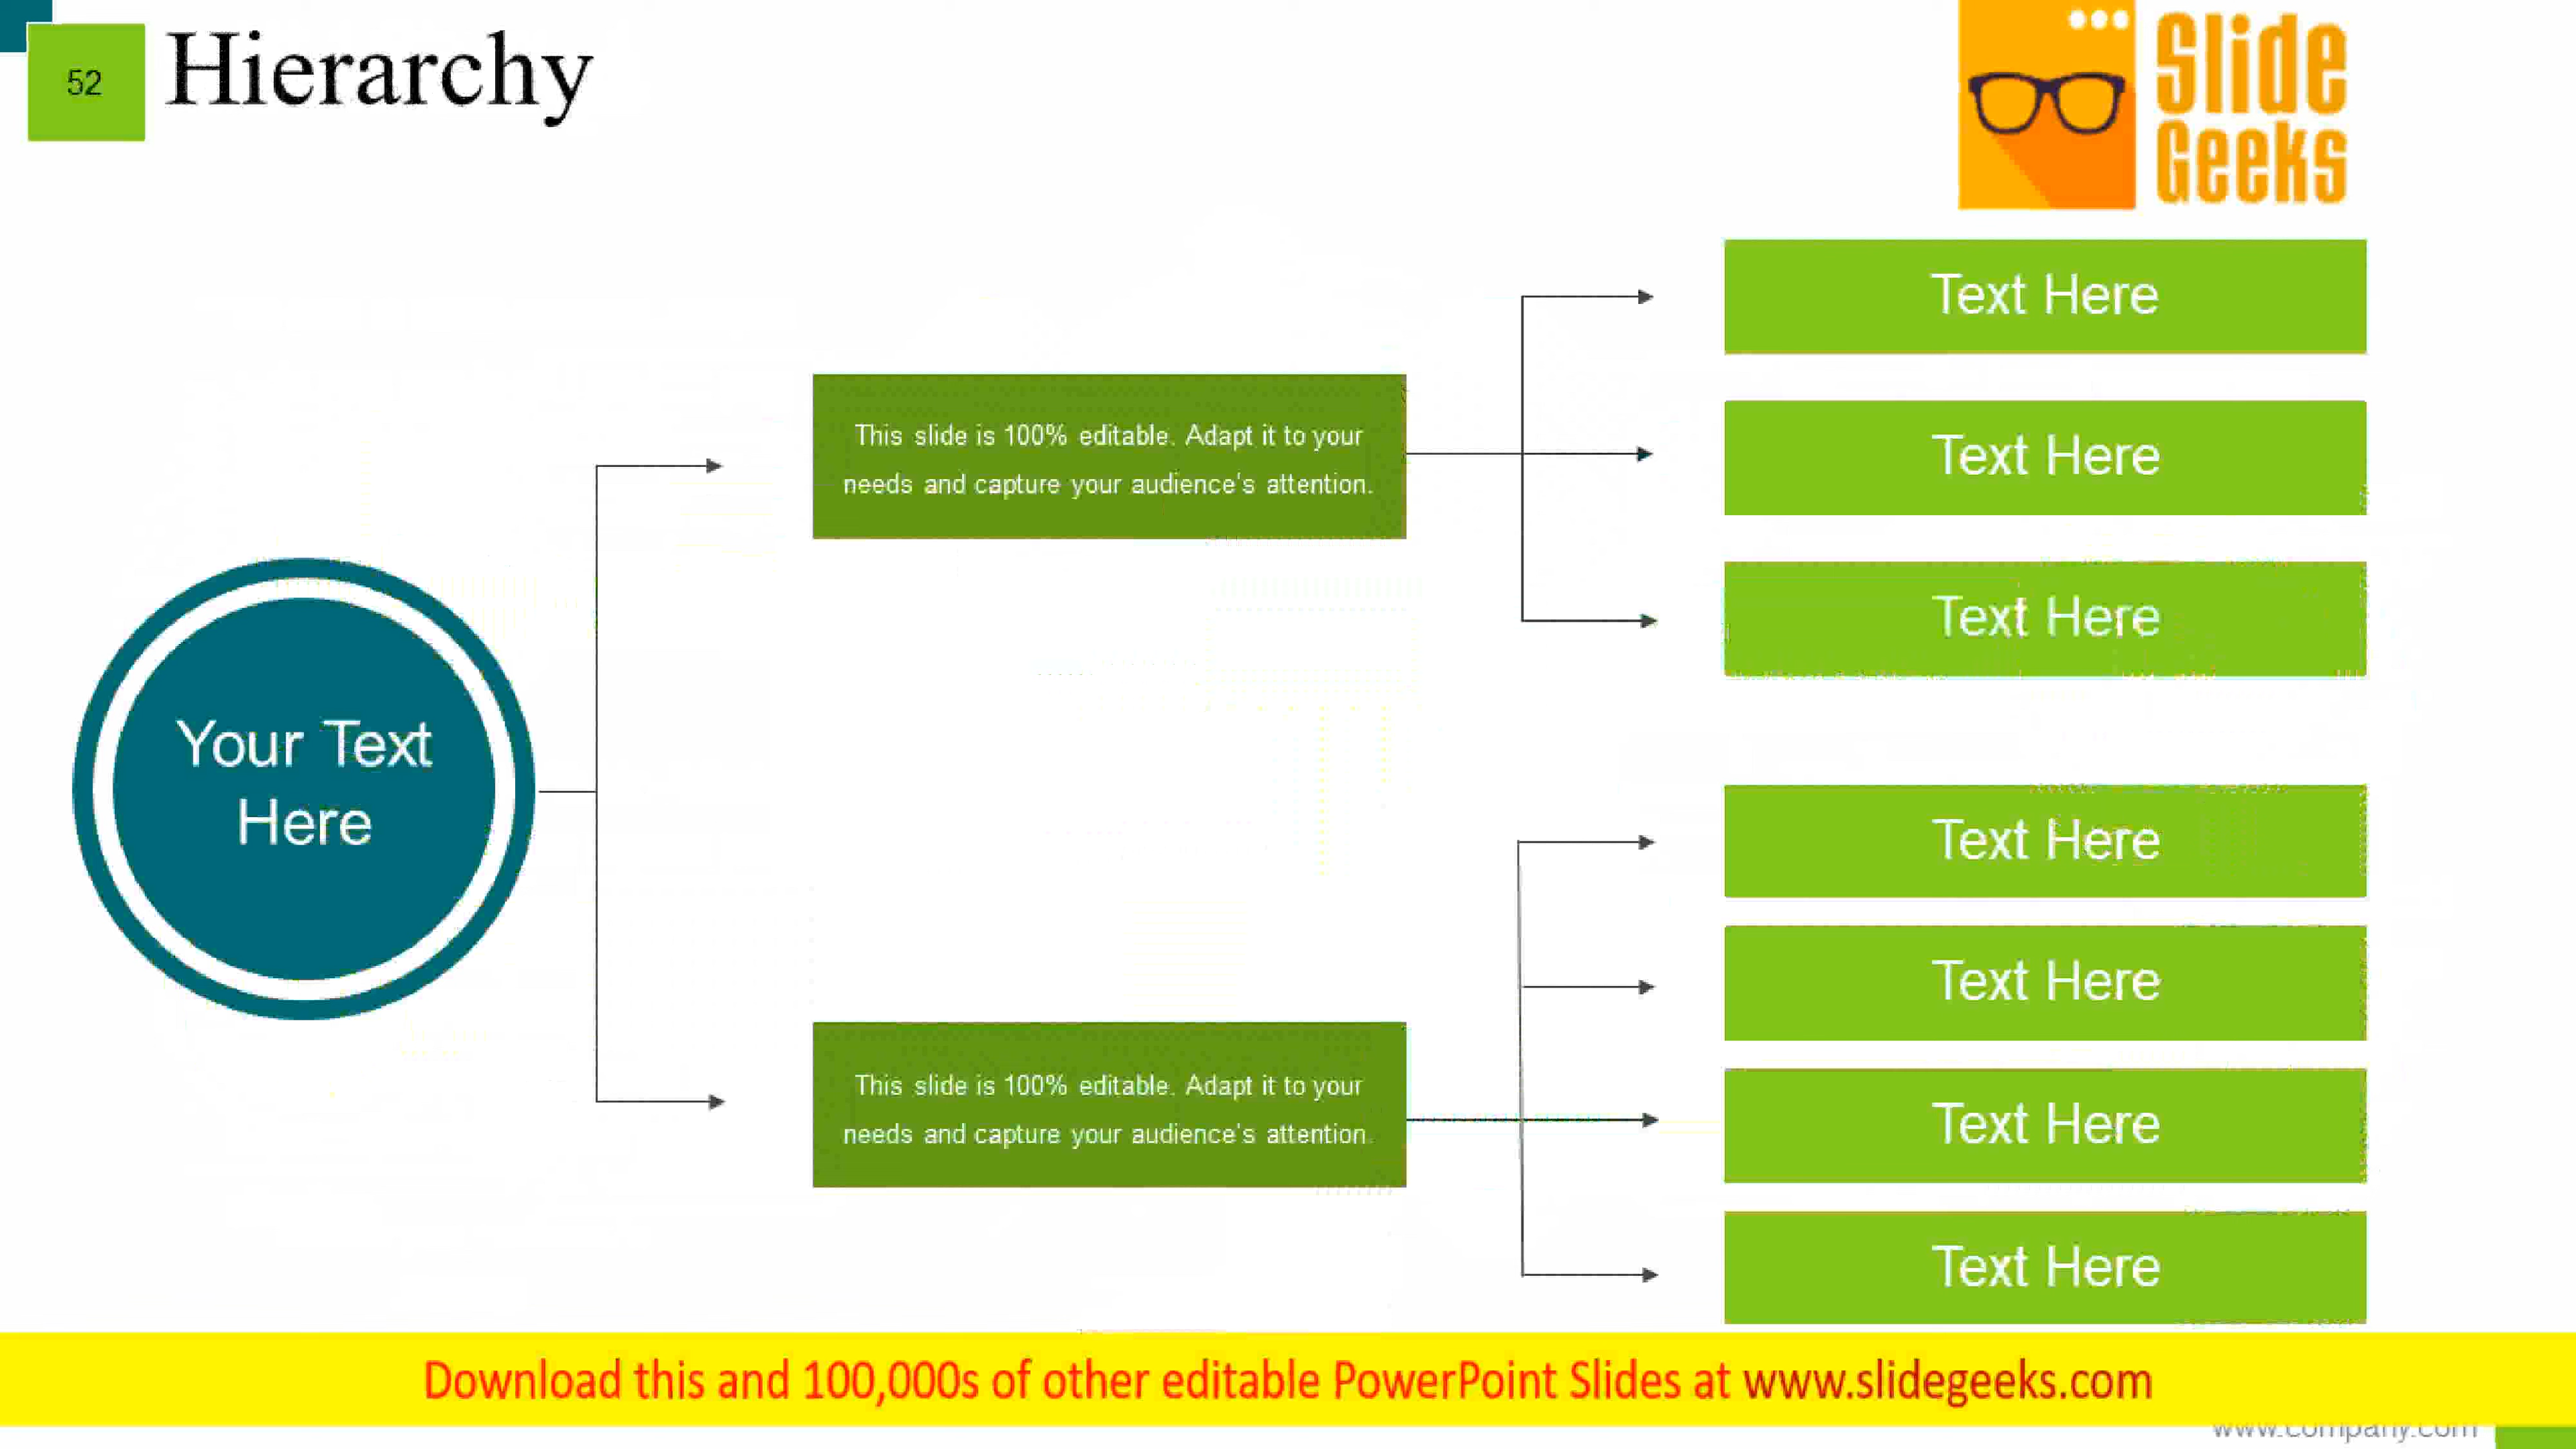 52
Hierarchy
Slide
Geeks
Text Here
This slide is 100% editable. Adapt it to your
needs and capture your audience's attention.
Text Here
Text Here
Your Text
Here
Text Here
Text Here
This slide is 100% editable. Adapt it to your
needs and capture your audience's attention.
Text Here
Text Here
Download this and 100,000s of other editable PowerPoint Slides at www.slidegeeks.com
www.company.com